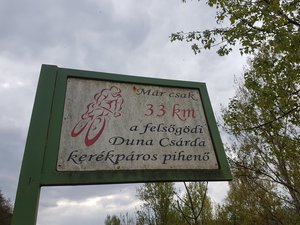 Már csak
33 km
a felsőgödi
Duna Csárda
kerékpáros pihenő